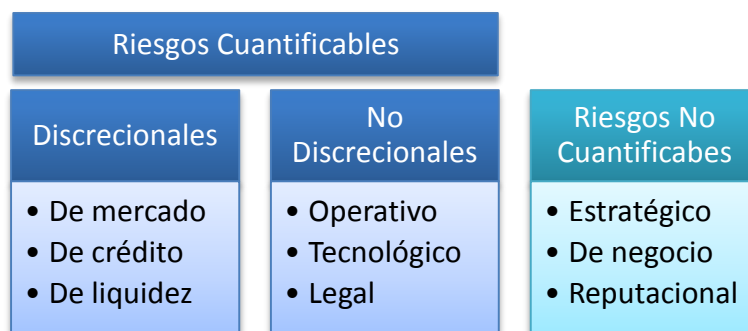 Riesgos Cuantificables
Discrecionales
• De mercado
• De crédito
• De liquidez
No
Discrecionales
• Operativo
• Tecnológico
• Legal
Riesgos No
Cuantificabes
• Estratégico
• De negocio
• Reputacional